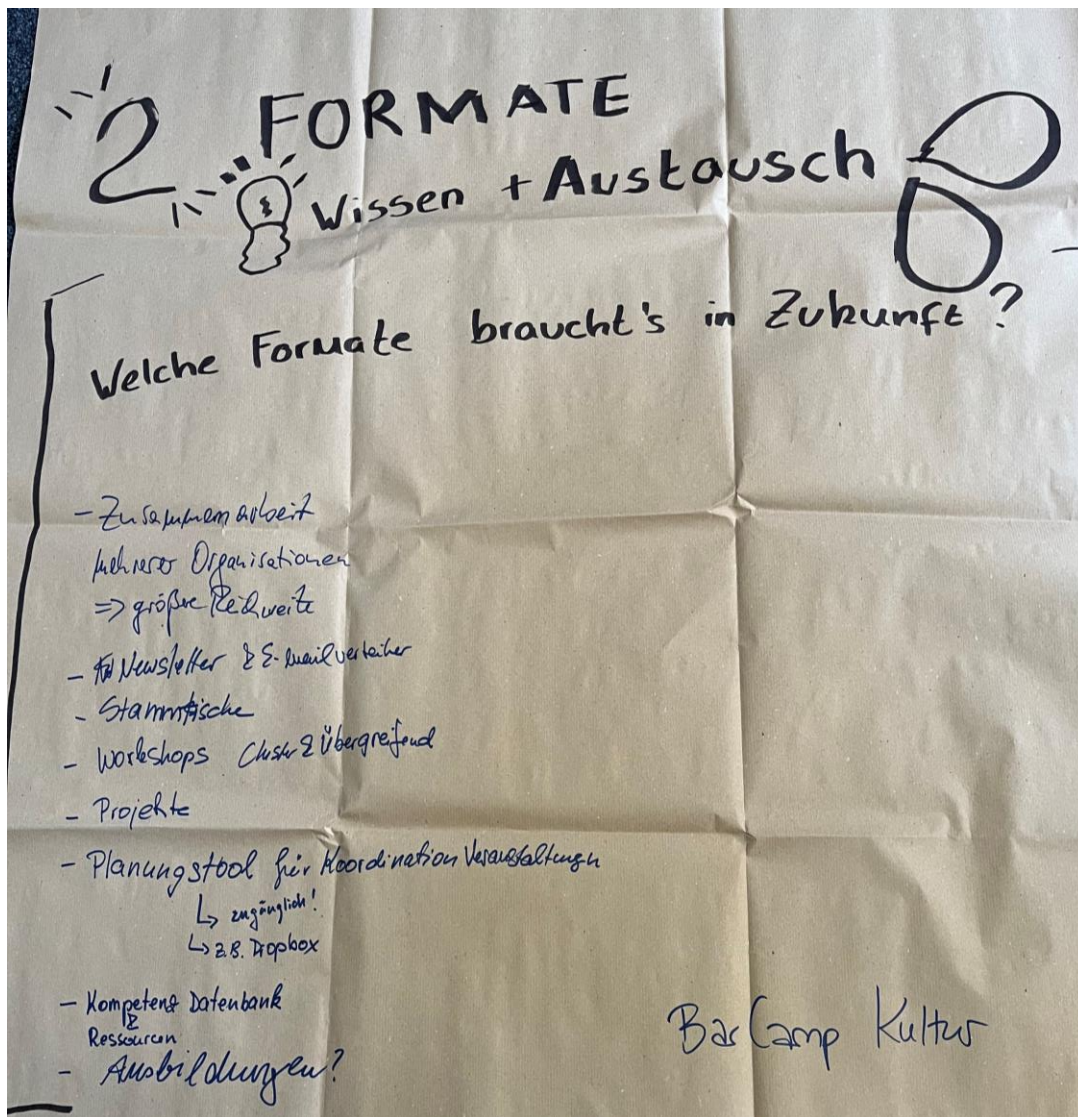 2 FORMATE
Wissen + Austausch
Welche Formate braucht's in Zukunft?
- Zusammenarbeit
mehrerer Organisationen
=> größere Reichweite
- Newsletter & E-mailverteiler
- Stammtische
- Workshops Cluster & Übergreifend
- Projekte
- Planungstool für Koordination Veranstaltungen
↳ zugänglich!
↳ z.B. Dropbox
- Kompetenz Datenbank
&
Ressourcen
- Ausbildungen?
BarCamp Kultur